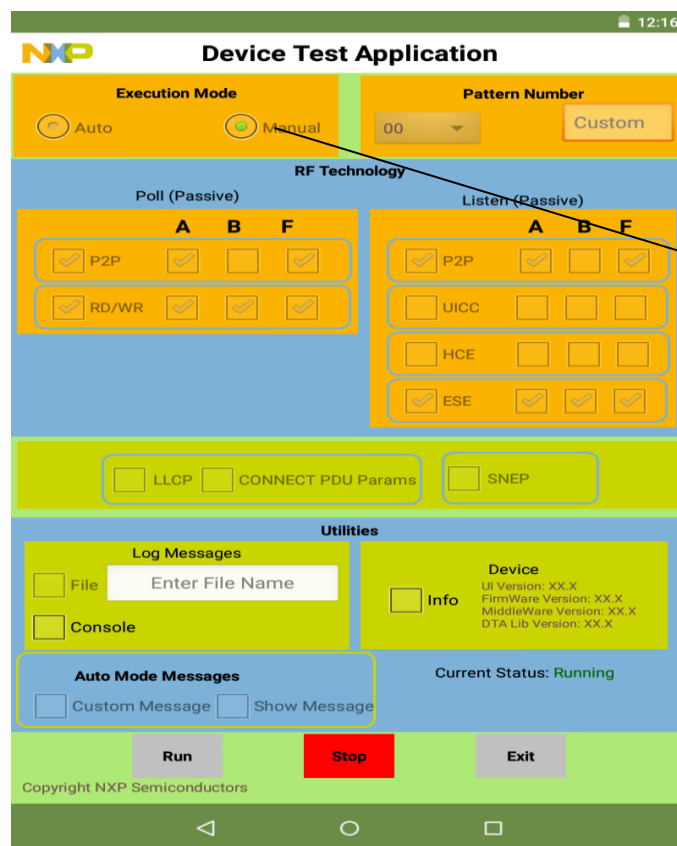 12:16
NXP Device Test Application
Execution Mode
Auto Manual
Pattern Number
00 Custom
RF Technology
Poll (Passive)
A B F
P2P
RD/WR
Listen (Passive)
A B F
P2P
UICC
HCE
ESE
LLCP CONNECT PDU Params SNEP
Utilities
Log Messages
File Enter File Name
Console
Device
Info
UI Version: XX.X
FirmWare Version: XX.X
MiddleWare Version: XX.X
DTA Lib Version: XX.X
Auto Mode Messages
Custom Message Show Message
Current Status: Running
Run Stop Exit
Copyright NXP Semiconductors